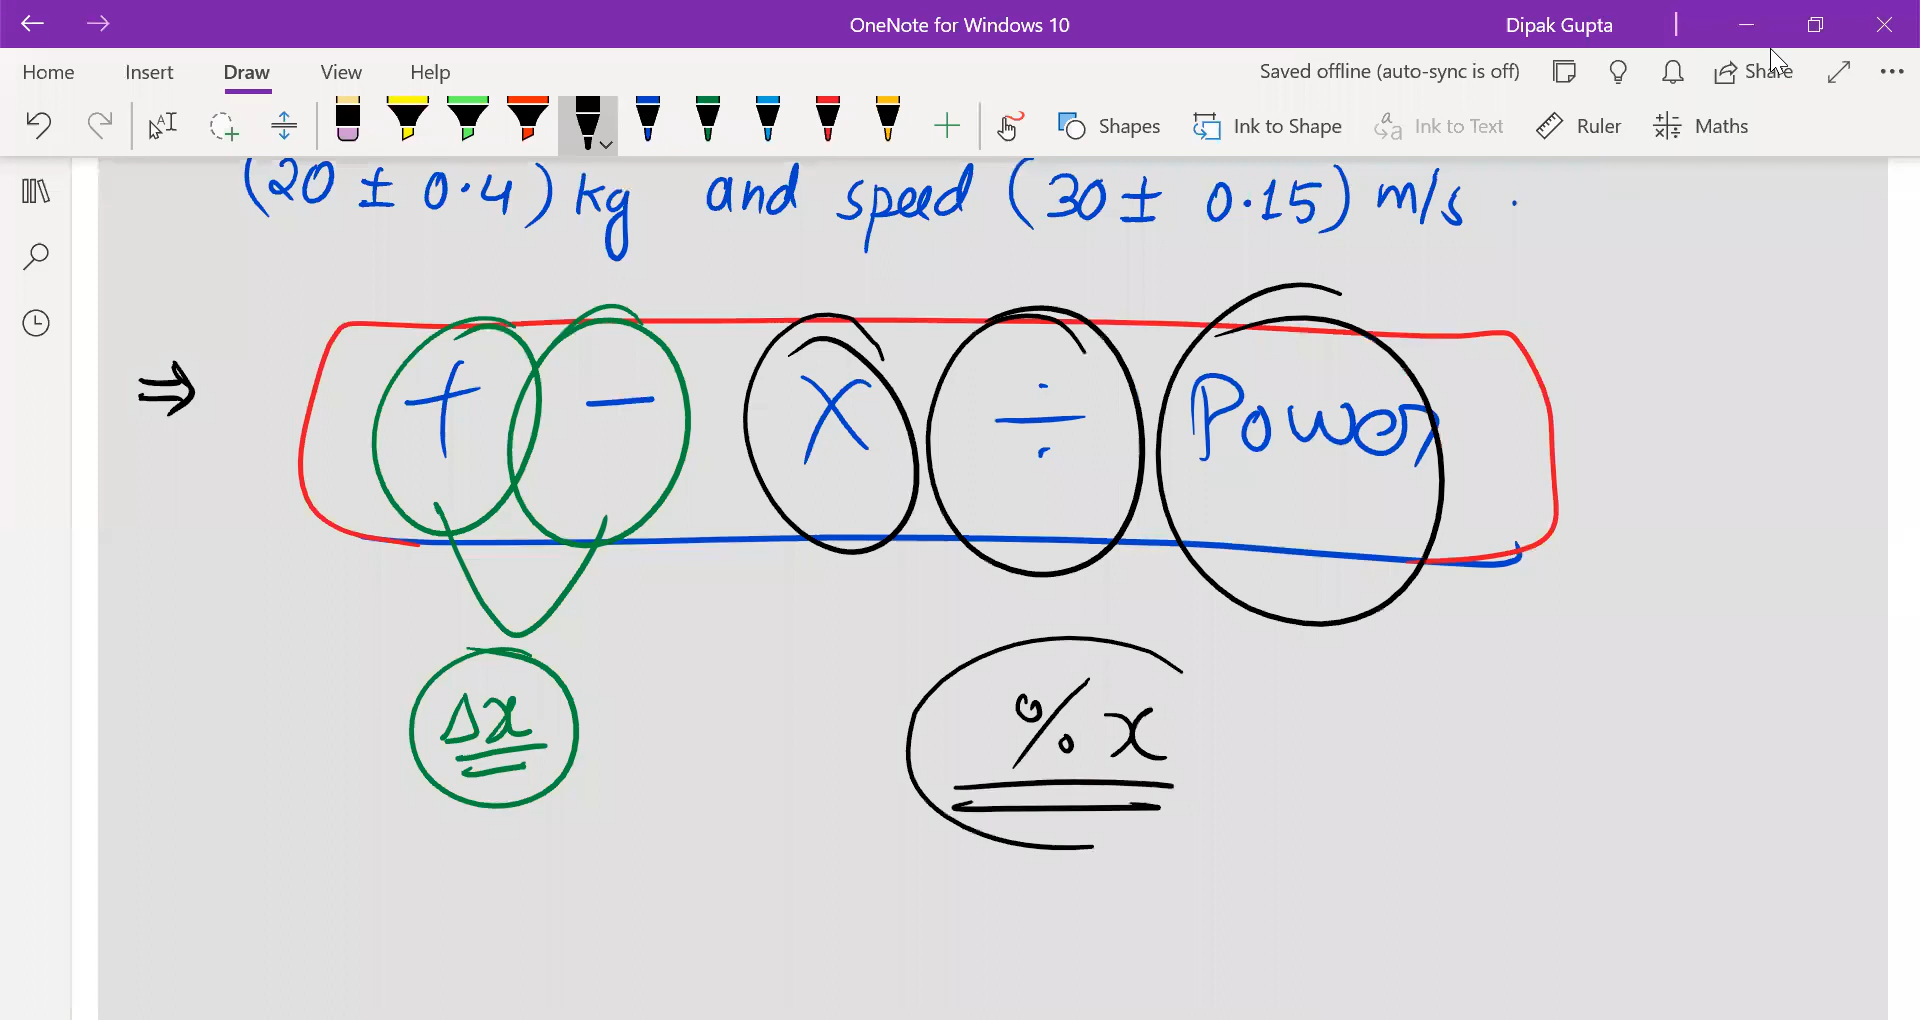 OneNote for Windows 10 Dipak Gupta
Home Insert Draw View Help Saved offline (auto-sync is off) Share
Shapes Ink to Shape Ink to Text Ruler Maths
(20 ± 0.4) kg and speed (30 ± 0.15) m/s .
⇒ + − × ÷ Power
Δx % x